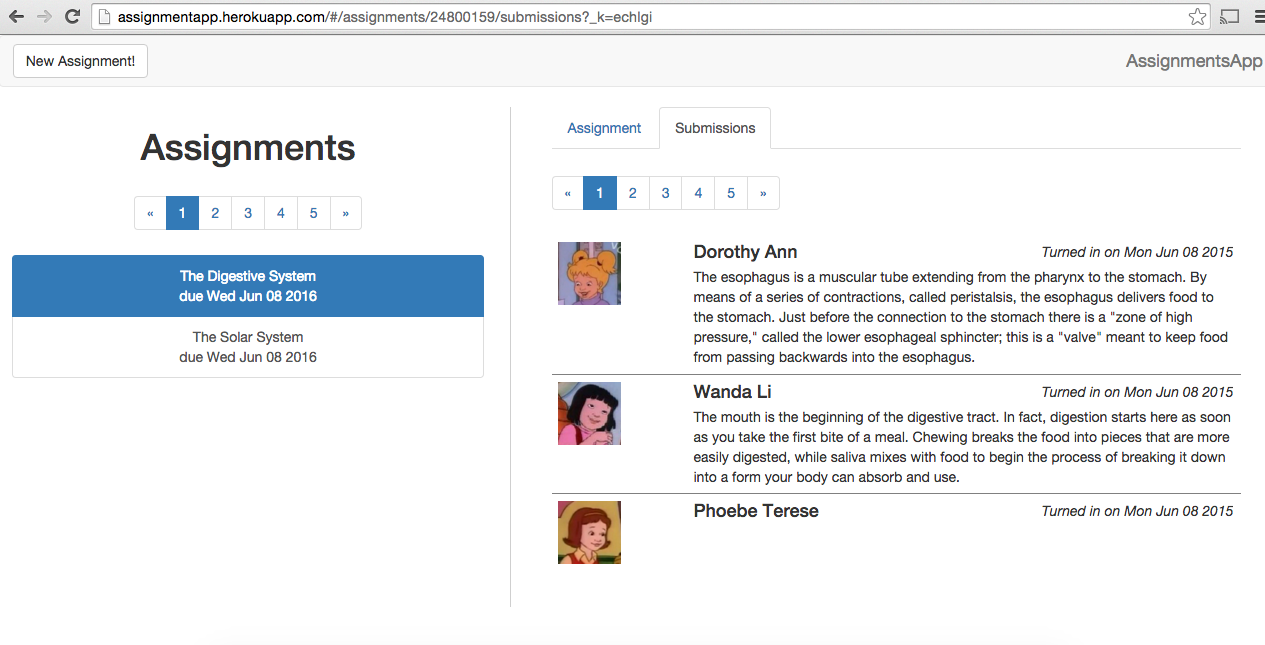 assignmentapp.herokuapp.com/#/assignments/24800159/submissions?_k=echlgi
New Assignment!
AssignmentsApp
Assignments
« 1 2 3 4 5 »
The Digestive System
due Wed Jun 08 2016
The Solar System
due Wed Jun 08 2016
Assignment Submissions
« 1 2 3 4 5 »
Dorothy Ann
Turned in on Mon Jun 08 2015
The esophagus is a muscular tube extending from the pharynx to the stomach. By
means of a series of contractions, called peristalsis, the esophagus delivers food to
the stomach. Just before the connection to the stomach there is a "zone of high
pressure," called the lower esophageal sphincter; this is a "valve" meant to keep food
from passing backwards into the esophagus.
Wanda Li
Turned in on Mon Jun 08 2015
The mouth is the beginning of the digestive tract. In fact, digestion starts here as soon
as you take the first bite of a meal. Chewing breaks the food into pieces that are more
easily digested, while saliva mixes with food to begin the process of breaking it down
into a form your body can absorb and use.
Phoebe Terese
Turned in on Mon Jun 08 2015